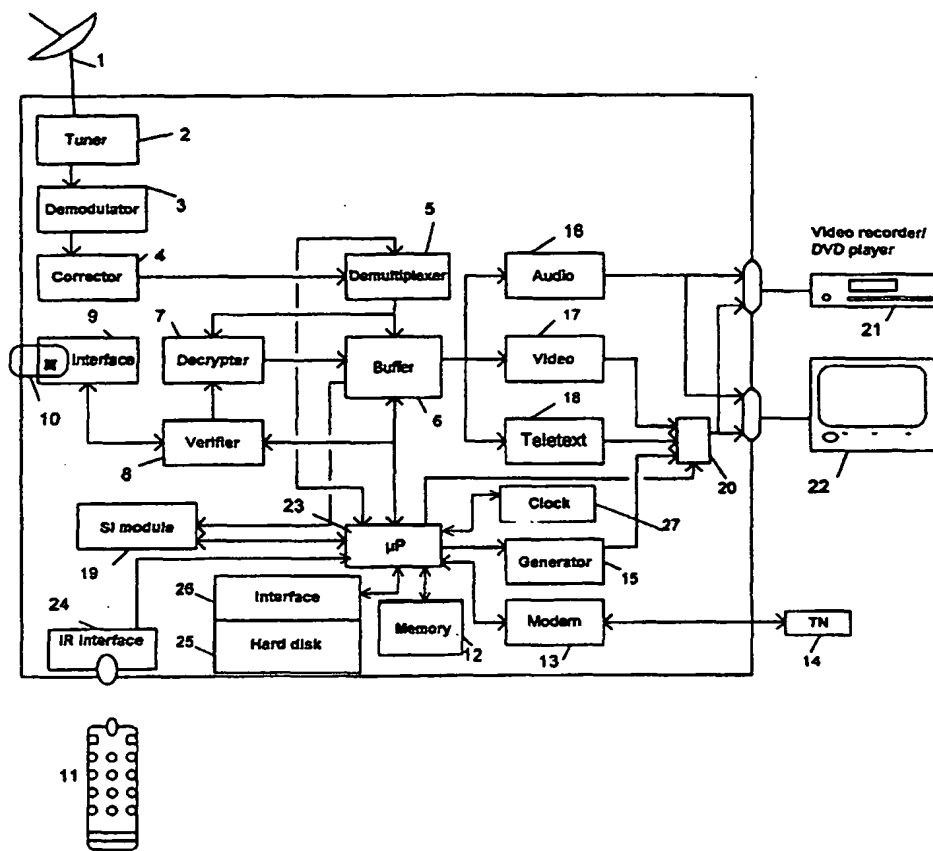 1
Tuner
2
Demodulator
3
Corrector
4
5
Demultiplexer
16
Audio
Video recorder/
DVD player
21
9
Interface
10
7
Decrypter
Buffer
6
17
Video
18
Teletext
20
22
Verifier
8
23
μP
Clock
27
SI module
19
Generator
15
24
IR Interface
26
Interface
25
Hard disk
Memory
12
Modem
13
TN
14
11